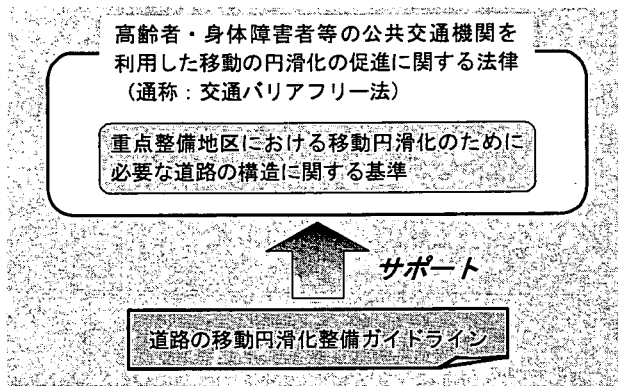 高齢者・身体障害者等の公共交通機関を
利用した移動の円滑化の促進に関する法律
（通称：交通バリアフリー法）
重点整備地区における移動円滑化のために
必要な道路の構造に関する基準
サポート
道路の移動円滑化整備ガイドライン